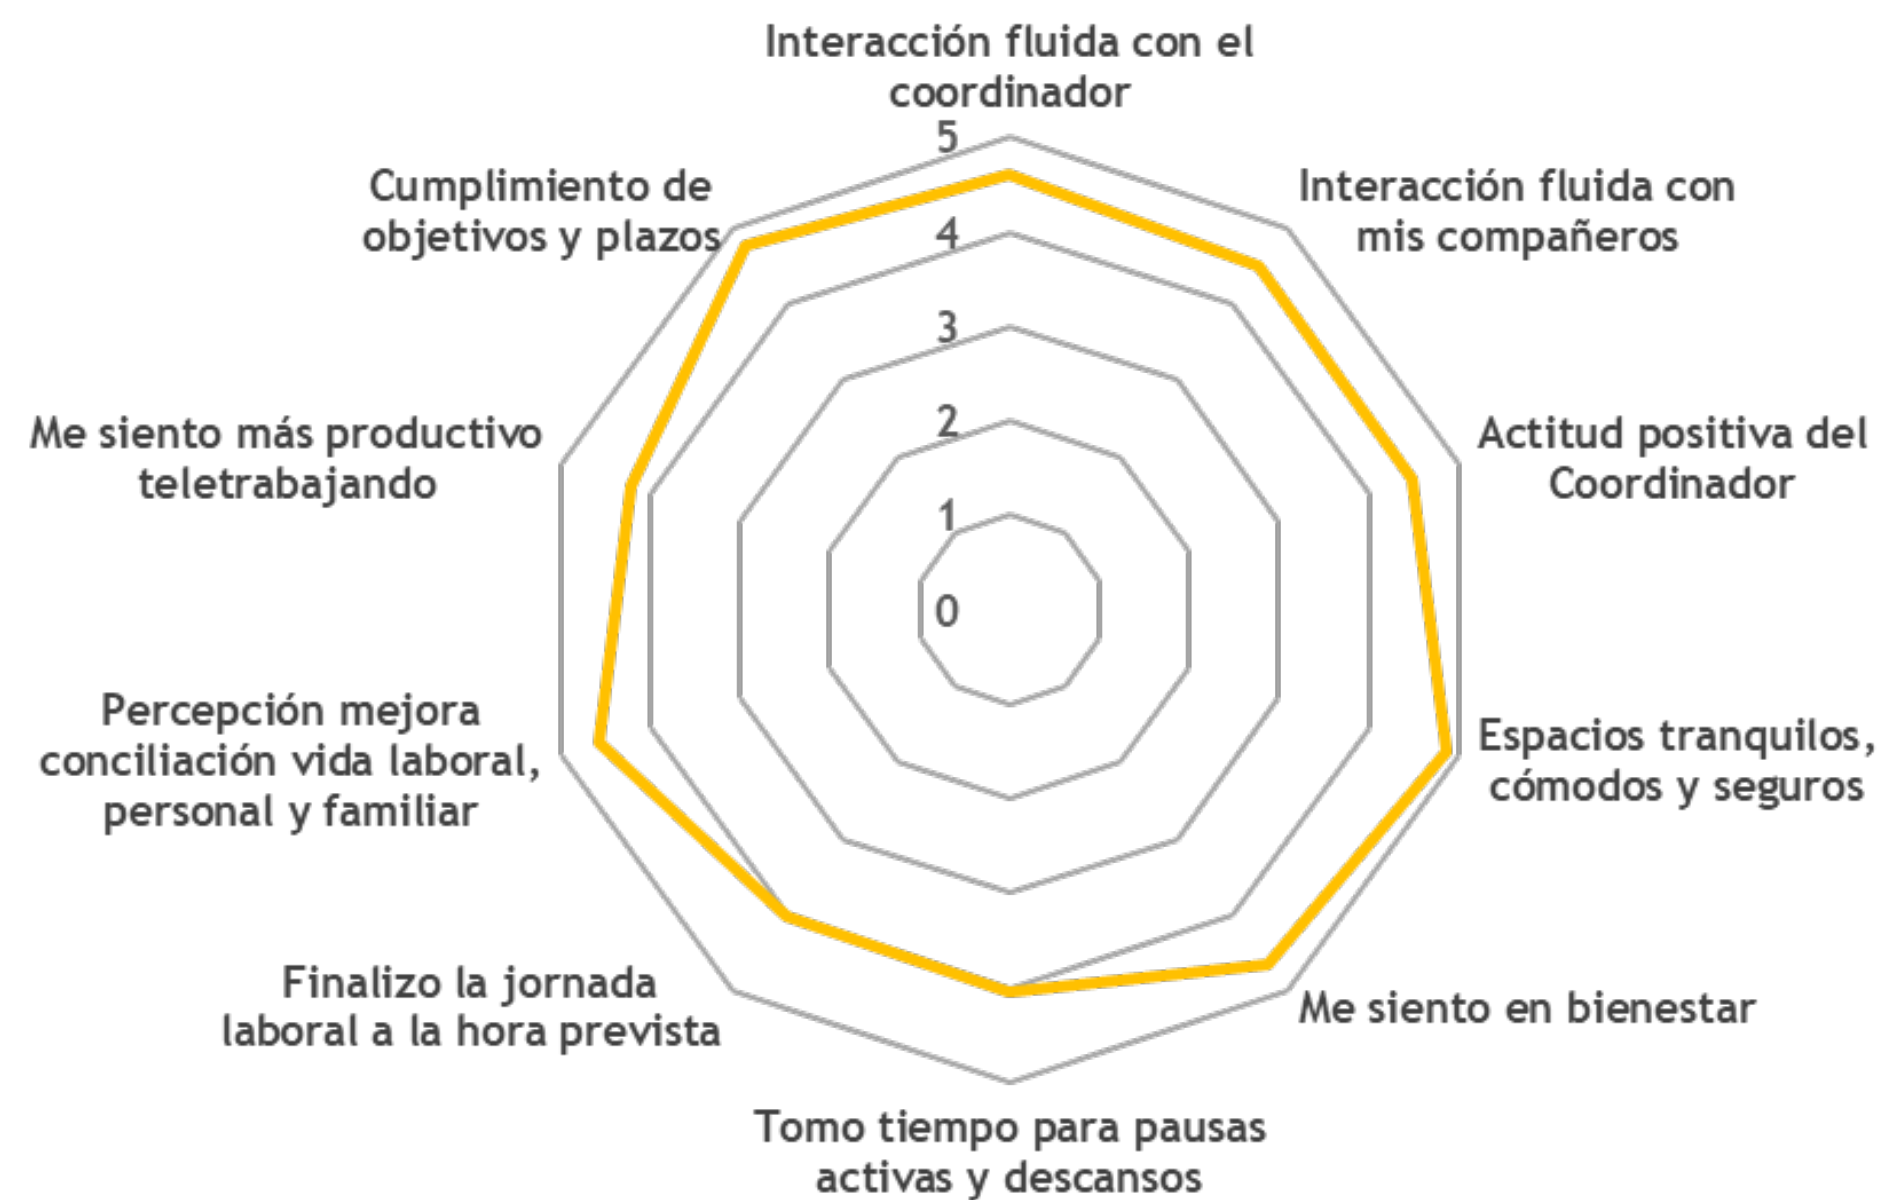 Interacción fluida con el
coordinador
Interacción fluida con
mis compañeros
Actitud positiva del
Coordinador
Espacios tranquilos,
cómodos y seguros
Me siento en bienestar
Tomo tiempo para pausas
activas y descansos
Finalizo la jornada
laboral a la hora prevista
Percepción mejora
conciliación vida laboral,
personal y familiar
Me siento más productivo
teletrabajando
Cumplimiento de
objetivos y plazos
5
4
3
2
1
0